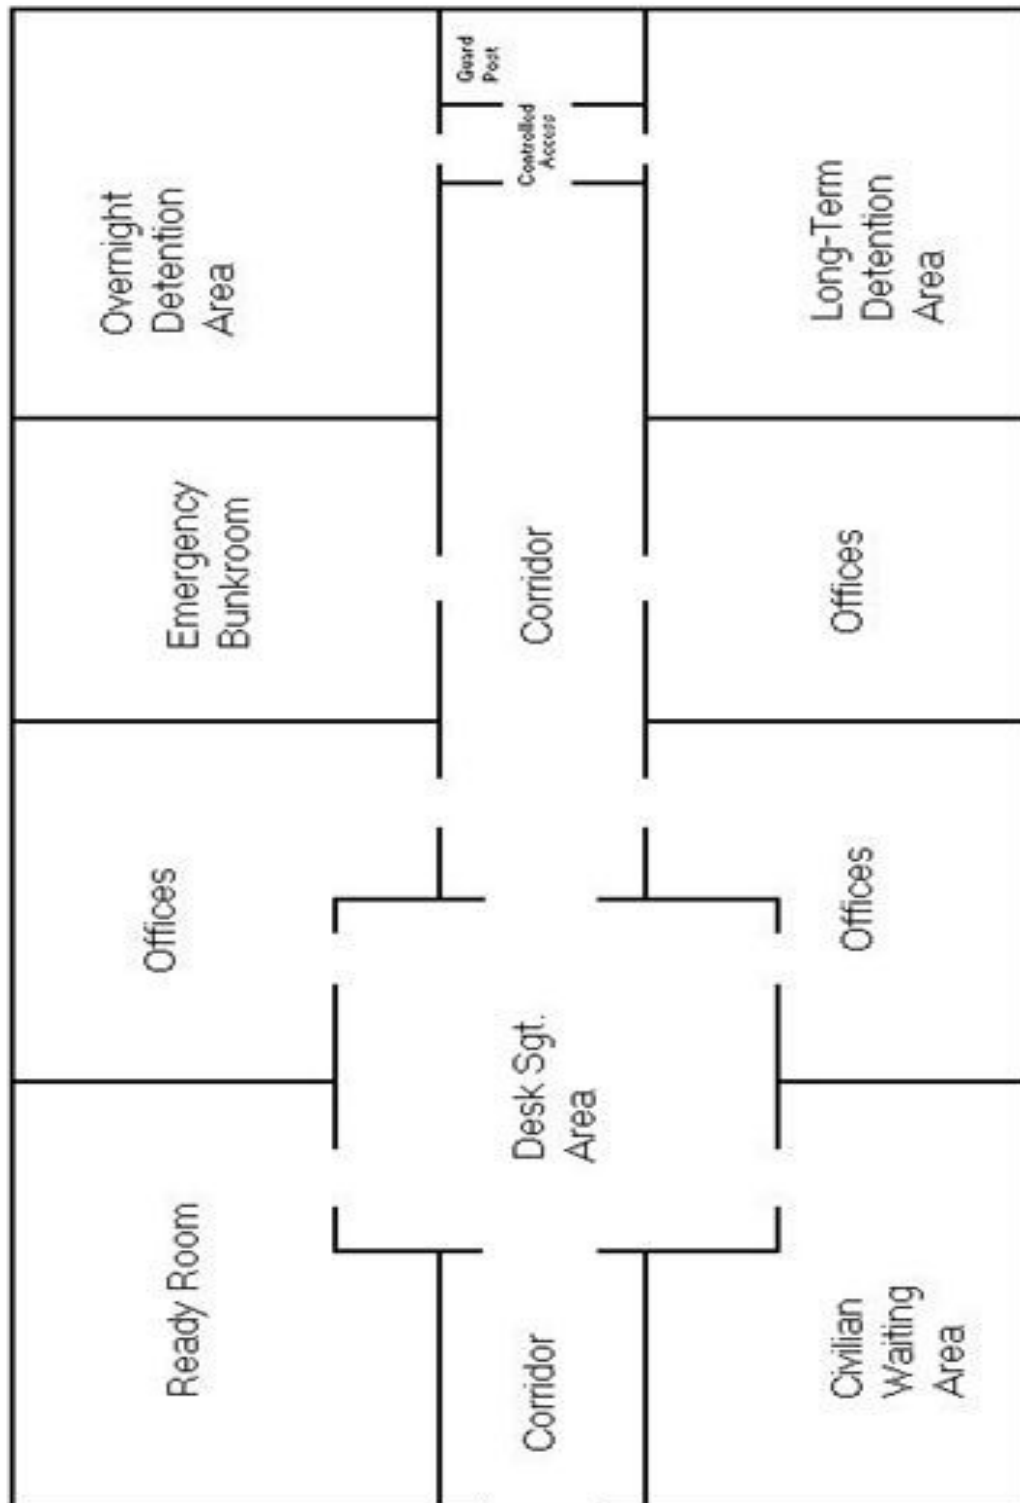 Ready Room
Offices
Emergency
Bunkroom
Overnight
Detention
Area
Corridor
Desk Sgt.
Area
Corridor
Controlled
Access
Guard
Post
Civilian
Waiting
Area
Offices
Offices
Long-Term
Detention
Area